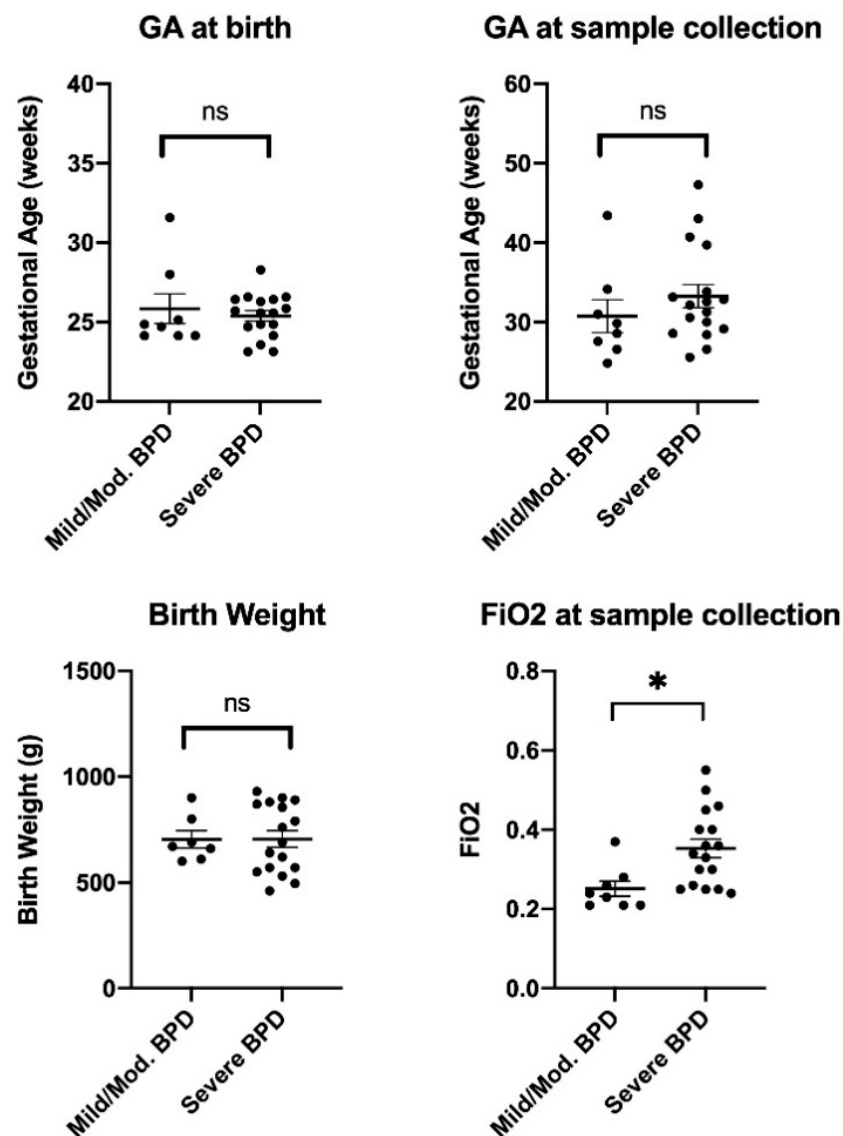 GA at birth
Gestational Age (weeks)
40
35
30
25
20
ns
Mild/Mod. BPD
Severe BPD
GA at sample collection
Gestational Age (weeks)
60
50
40
30
20
ns
Mild/Mod. BPD
Severe BPD
Birth Weight
Birth Weight (g)
1500
1000
500
0
ns
Mild/Mod. BPD
Severe BPD
FiO2 at sample collection
FiO2
0.8
0.6
0.4
0.2
0.0
*
Mild/Mod. BPD
Severe BPD